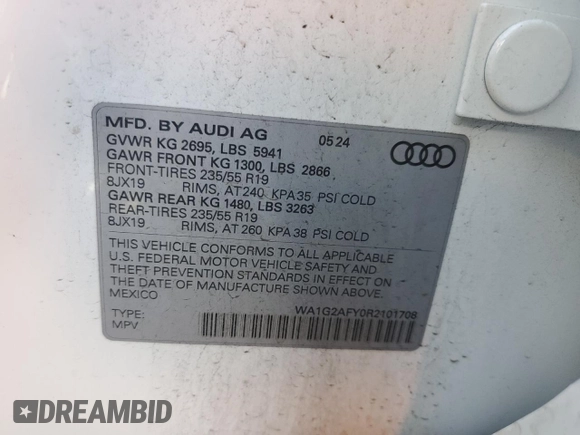 MFD. BY AUDI AG 05 24
GVWR KG 2695, LBS 5941
GAWR FRONT KG 1300, LBS 2866
FRONT-TIRES 235/55 R19
8JX19 RIMS, AT240 KPA 35 PSI COLD
GAWR REAR KG 1480, LBS 3263
REAR-TIRES 235/55 R19
8JX19 RIMS, AT 260 KPA 38 PSI COLD
THIS VEHICLE CONFORMS TO ALL APPLICABLE
U.S. FEDERAL MOTOR VEHICLE SAFETY AND
THEFT PREVENTION STANDARDS IN EFFECT ON
THE DATE OF MANUFACTURE SHOWN ABOVE.
MEXICO
WA1G2AFY0R2101708
TYPE:
MPV
DREAMBID